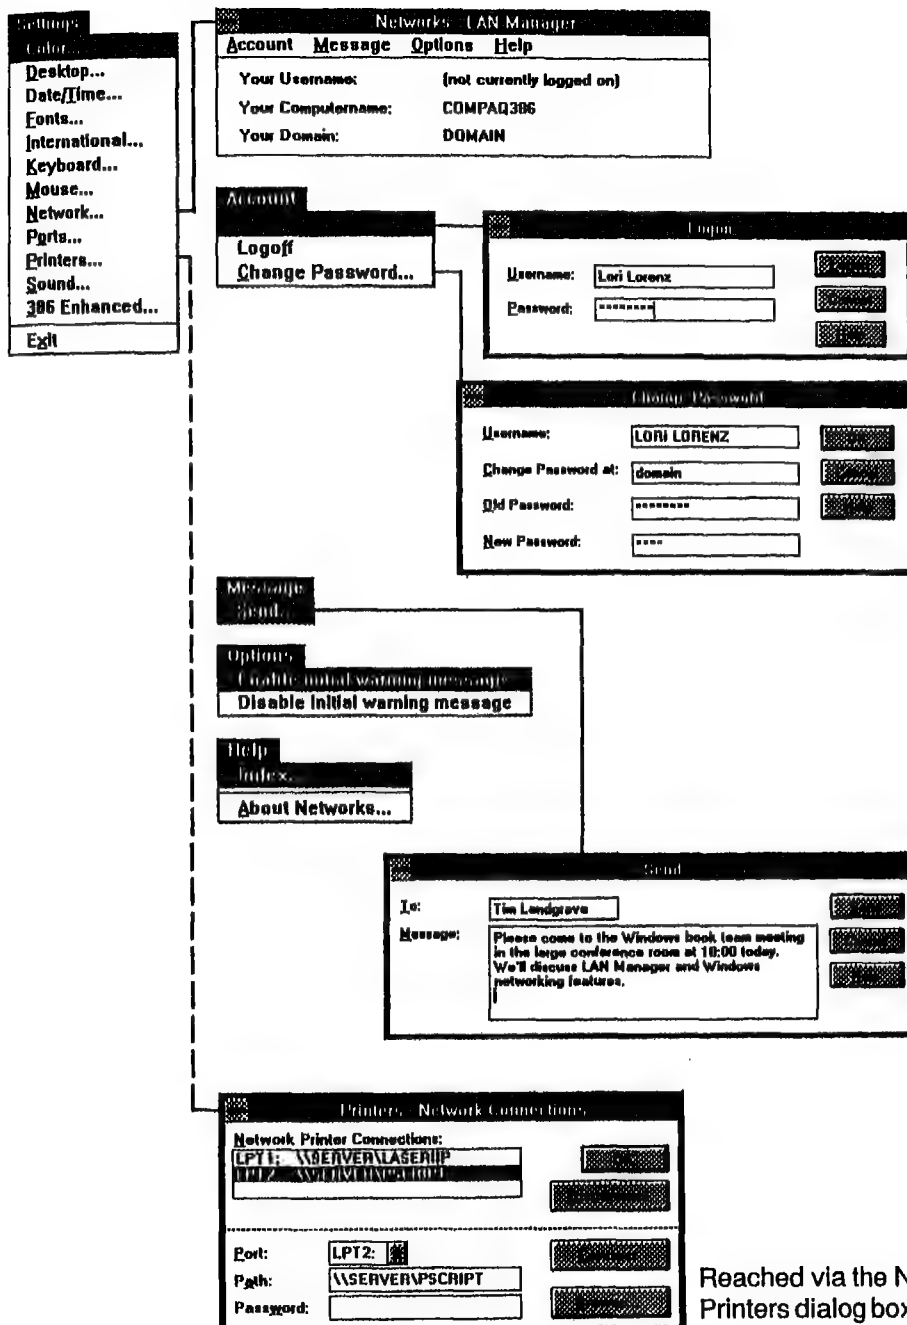 Settings
Color...
Desktop...
Date/Time...
Fonts...
International...
Keyboard...
Mouse...
Network...
Ports...
Printers...
Sound...
386 Enhanced...
Exit
Networks - LAN Manager
Account Message Options Help
Your Username: (not currently logged on)
Your Computername: COMPAQ386
Your Domain: DOMAIN
Account
Logoff
Change Password...
Logon
Username: Lori Lorenz
Password: ********
Change Password
Username: LORI LORENZ
Change Password at: domain
Old Password: ********
New Password: ****
Message
Send...
Options
Enable initial warning message
Disable initial warning message
Help
Index...
About Networks...
Send
To: Tim Landgrave
Message: Please come to the Windows book team meeting
in the large conference room at 10:00 today.
We'll discuss LAN Manager and Windows
networking features.
Printers - Network Connections
Network Printer Connections:
LPT1: \\SERVER\LASERIIP
LPT2: \\SERVER\
Port: LPT2:
Path: \\SERVER\PSCRIPT
Password:
Reached via the N
Printers dialog box